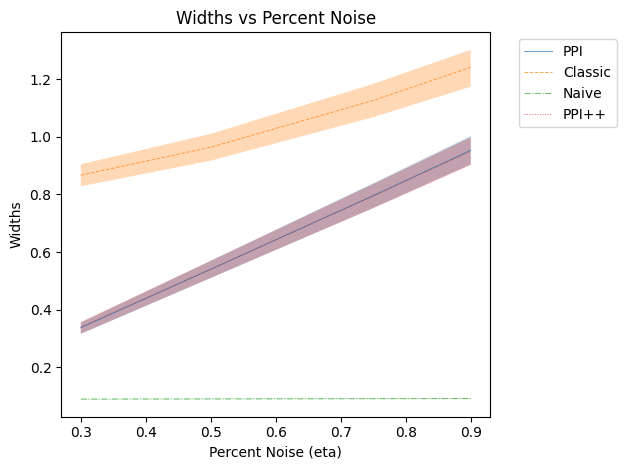 Widths vs Percent Noise
PPI
Classic
Naive
PPI++
Widths
1.2
1.0
0.8
0.6
0.4
0.2
0.3
0.4
0.5
0.6
0.7
0.8
0.9
Percent Noise (eta)